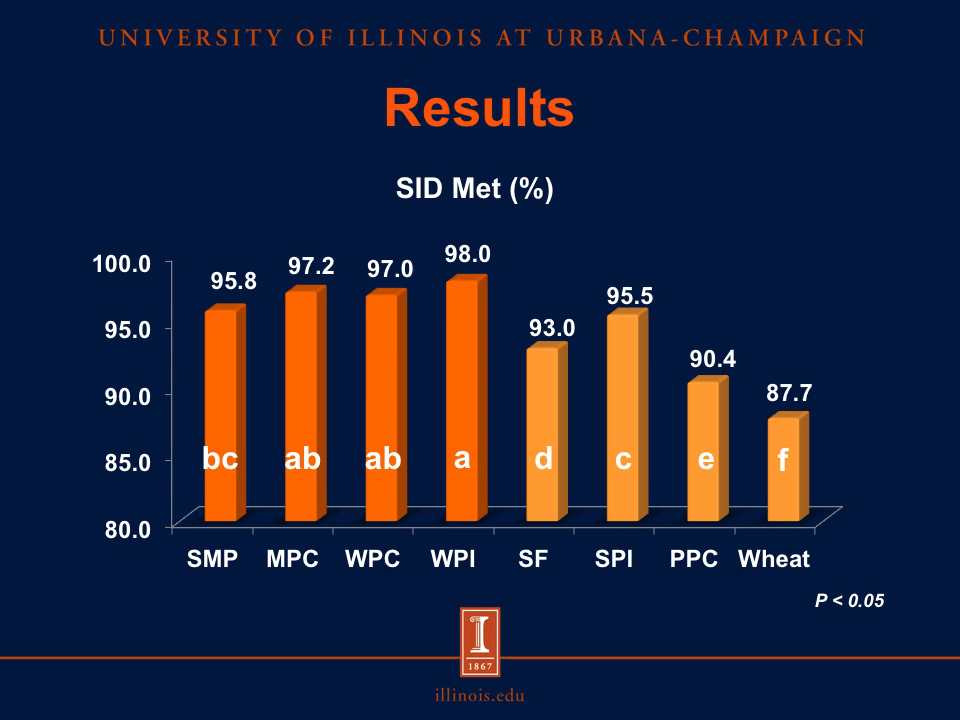 UNIVERSITY OF ILLINOIS AT URBANA-CHAMPAIGN
Results
SID Met (%)
100.0
95.0
90.0
85.0
80.0
95.8
97.2
97.0
98.0
93.0
95.5
90.4
87.7
bc ab ab a d c e f
SMP MPC WPC WPI SF SPI PPC Wheat
P < 0.05
I
1867
illinois.edu